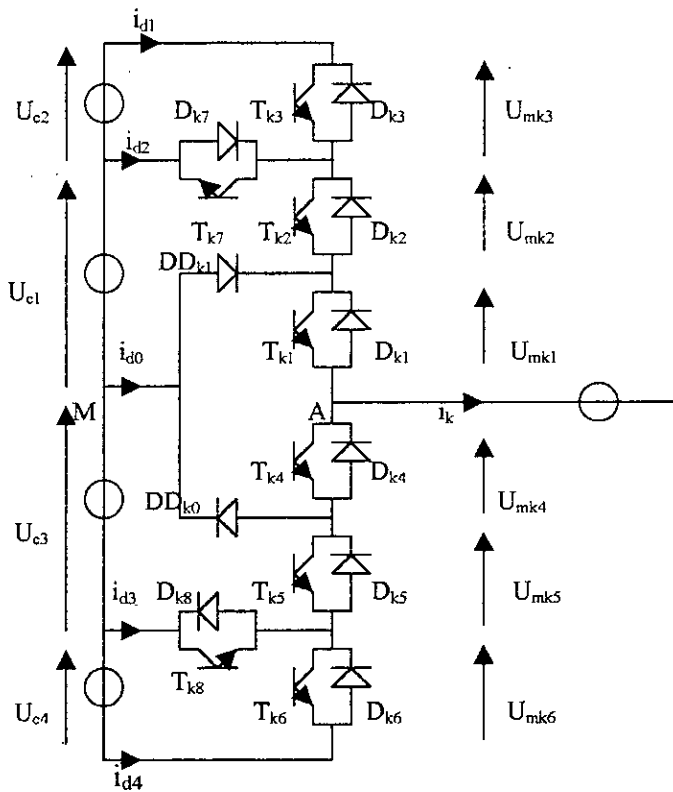 i_d1
U_c2 D_k7 T_k3 D_k3 U_mk3
i_d2
T_k7 T_k2 D_k2 U_mk2
DD_k1
U_c1
i_d0 T_k1 D_k1 U_mk1
M A i_k
T_k4 D_k4 U_mk4
DD_k0
U_c3
i_d3 D_k8 T_k5 D_k5 U_mk5
T_k8
U_c4 T_k6 D_k6 U_mk6
i_d4